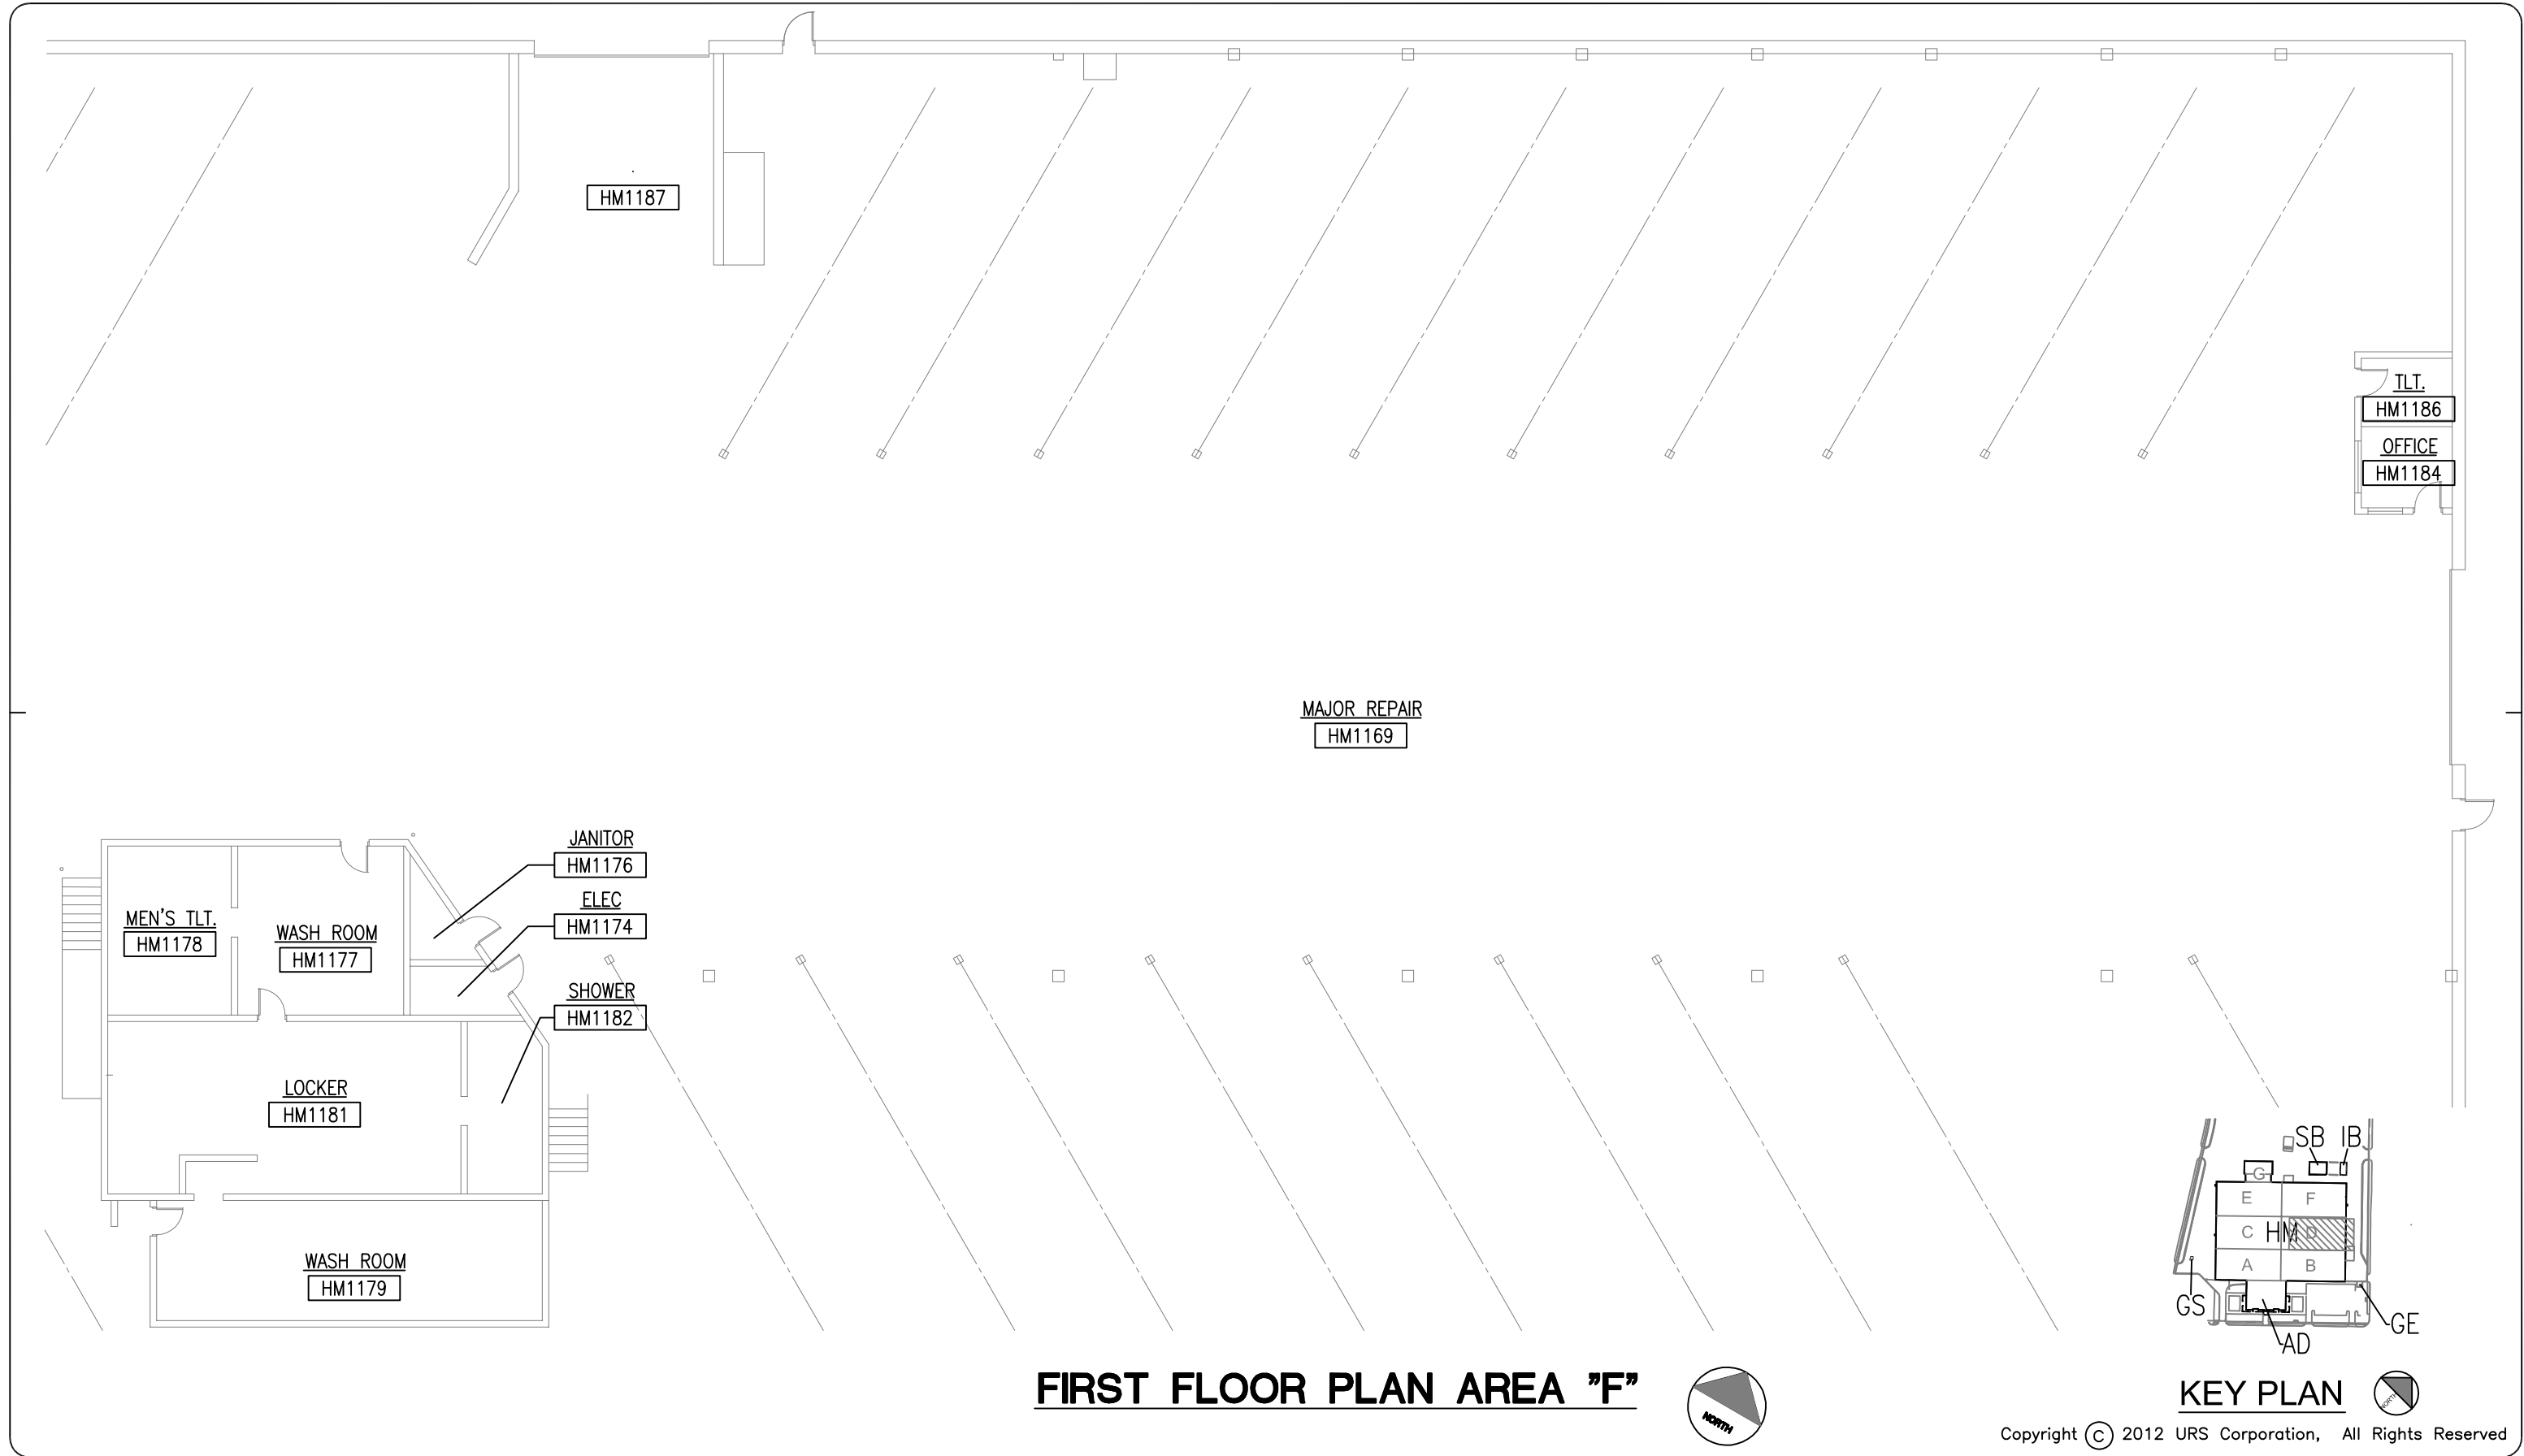 HM1187
TLT.
HM1186
OFFICE
HM1184
MAJOR REPAIR
HM1169
JANITOR
HM1176
ELEC
HM1174
MEN'S TLT.
HM1178
WASH ROOM
HM1177
SHOWER
HM1182
LOCKER
HM1181
WASH ROOM
HM1179
SB IB
G
E F
C HM D
A B
GS
GE
AD
FIRST FLOOR PLAN AREA "F"
NORTH
KEY PLAN
NORTH
Copyright © 2012 URS Corporation, All Rights Reserved